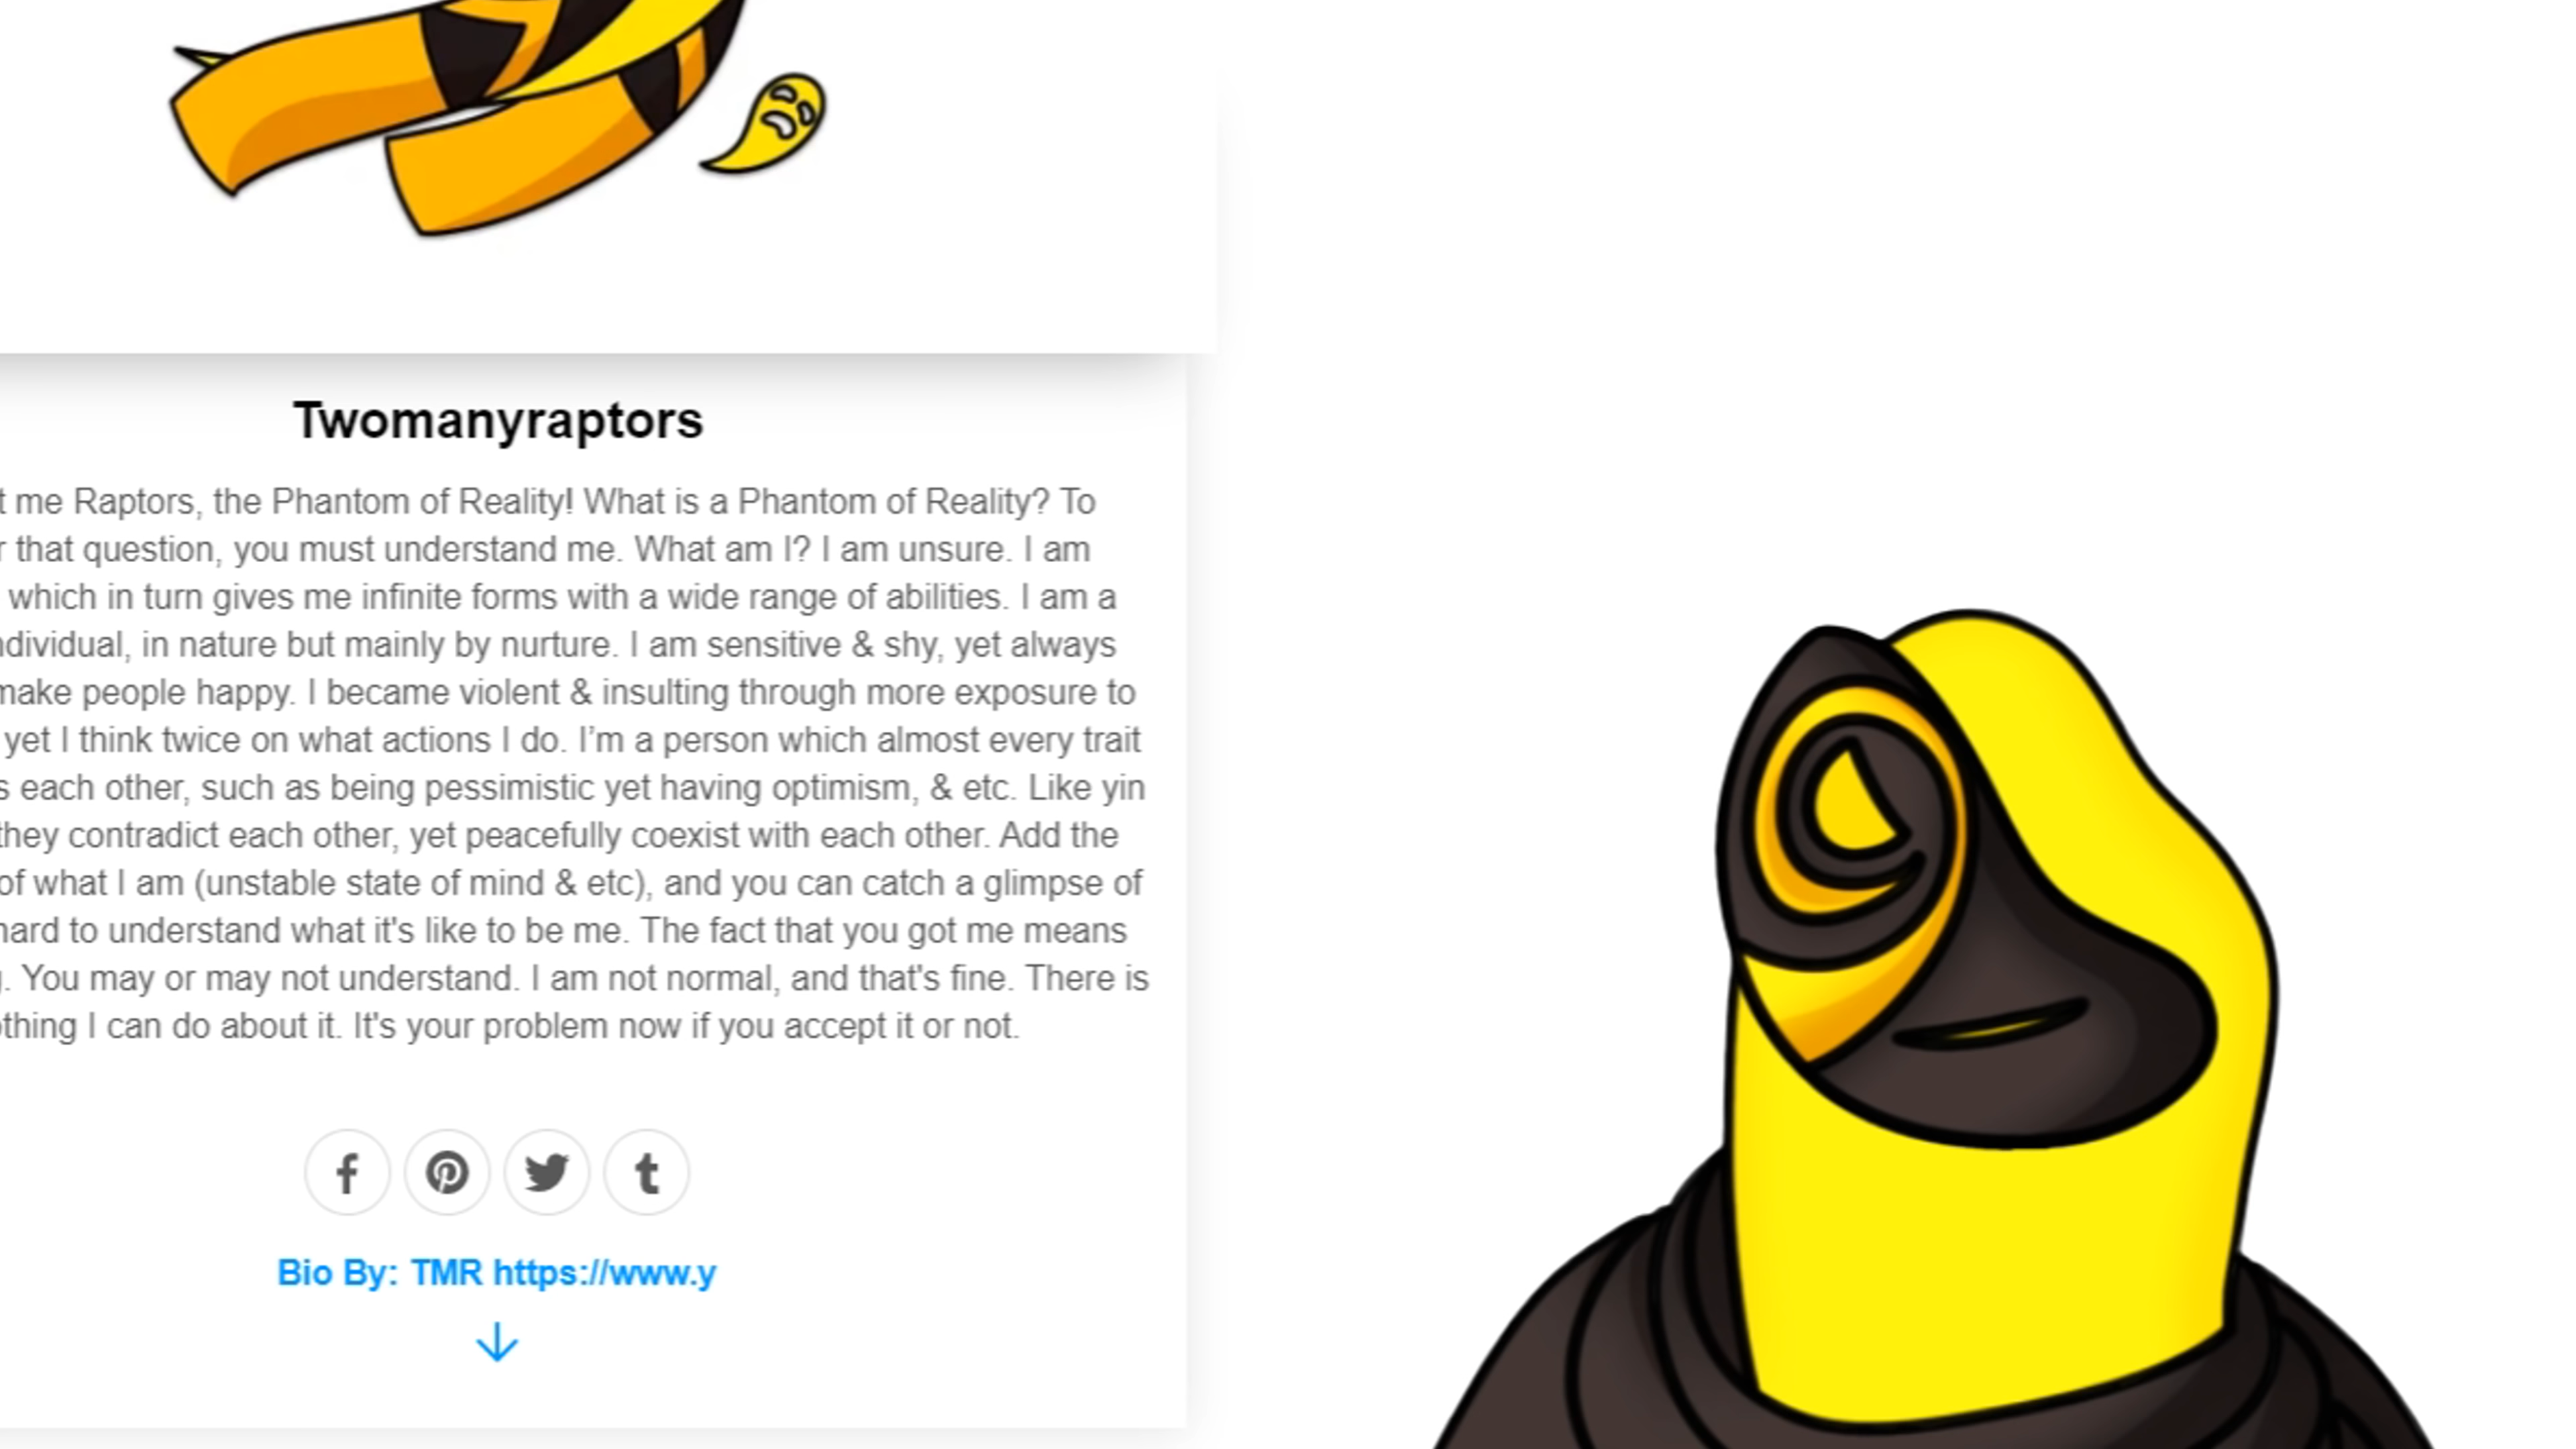 Twomanyraptors
me Raptors, the Phantom of Reality! What is a Phantom of Reality? To
that question, you must understand me. What am I? I am unsure. I am
which in turn gives me infinite forms with a wide range of abilities. I am a
in nature but mainly by nurture. I am sensitive & shy, yet always
make people happy. I became violent & insulting through more exposure to
yet I think twice on what actions I do. I’m a person which almost every trait
each other, such as being pessimistic yet having optimism, & etc. Like yin
they contradict each other, yet peacefully coexist with each other. Add the
of what I am (unstable state of mind & etc), and you can catch a glimpse of
hard to understand what it's like to be me. The fact that you got me means
You may or may not understand. I am not normal, and that's fine. There is
I can do about it. It's your problem now if you accept it or not.
Bio By: TMR https://www.y